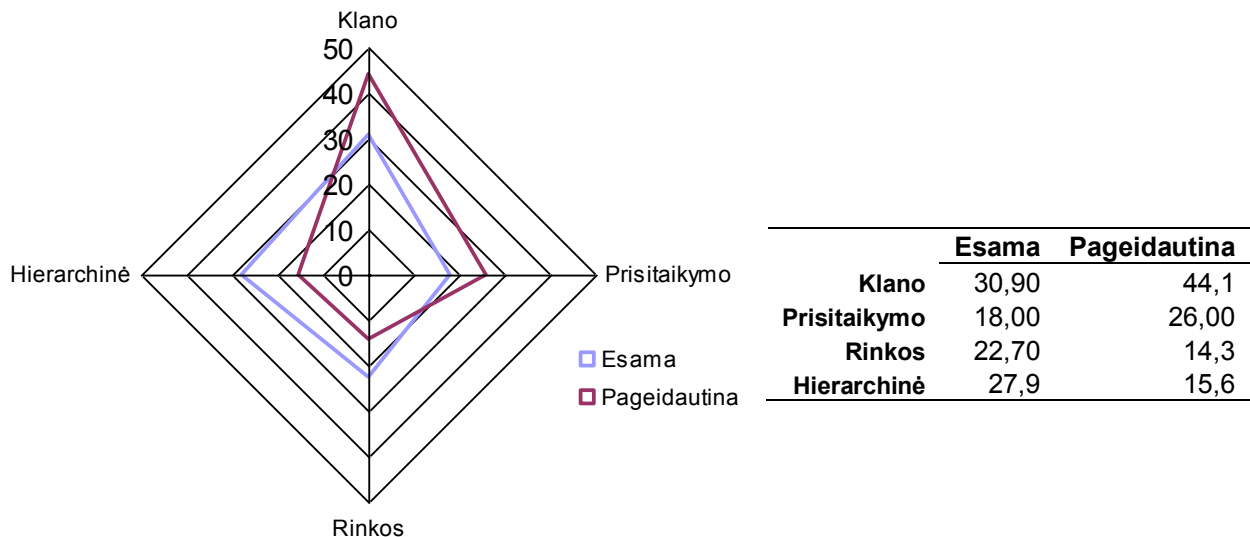 Klano
50
40
30
20
10
0
Hierarchinė
Prisitaikymo
Rinkos
Esama
Pageidautina
Esama Pageidautina
Klano 30,90 44,1
Prisitaikymo 18,00 26,00
Rinkos 22,70 14,3
Hierarchinė 27,9 15,6